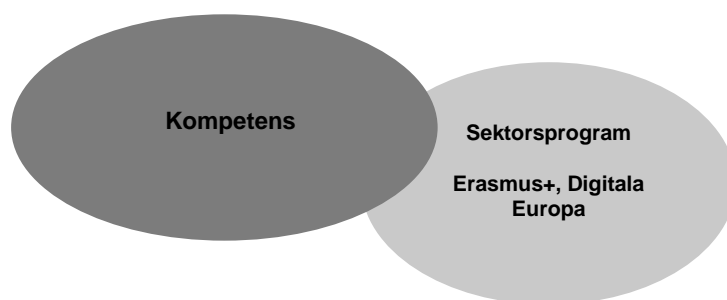 Kompetens
Sektorsprogram
Erasmus+, Digitala
Europa